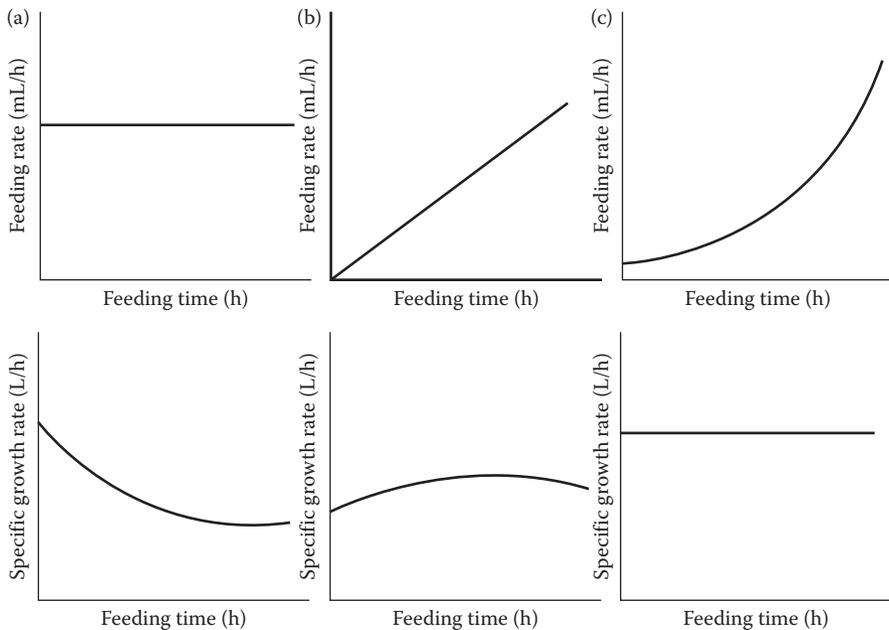 (a)
(b)
(c)
Feeding rate (mL/h)
Feeding rate (mL/h)
Feeding rate (mL/h)
Feeding time (h)
Feeding time (h)
Feeding time (h)
Specific growth rate (L/h)
Specific growth rate (L/h)
Specific growth rate (L/h)
Feeding time (h)
Feeding time (h)
Feeding time (h)